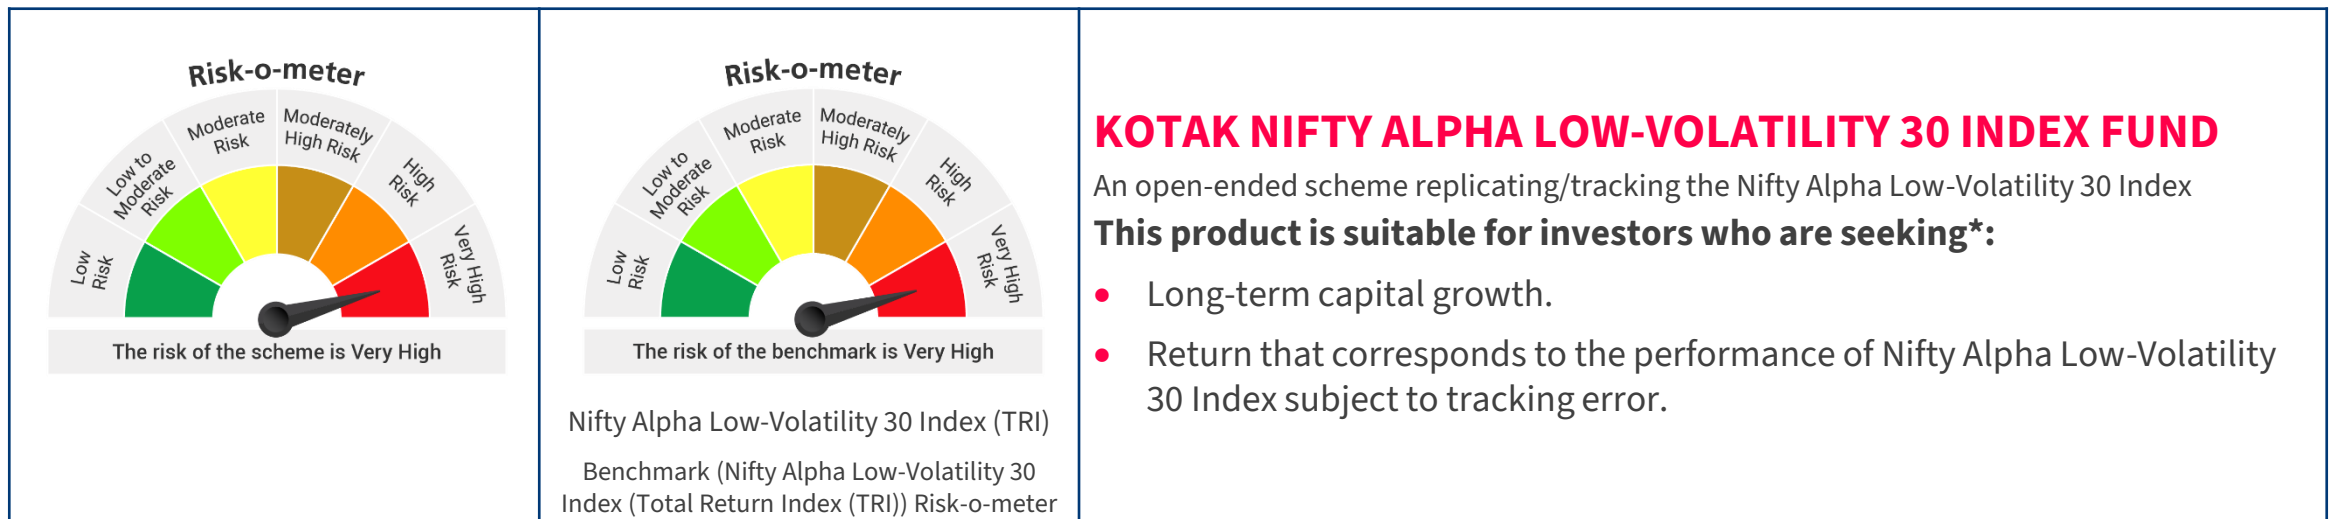 Risk-o-meter
Low
Risk
Low to
Moderate
Risk
Moderate
Risk
Moderately
High Risk
High
Risk
Very High
Risk
The risk of the scheme is Very High
Risk-o-meter
Low
Risk
Low to
Moderate
Risk
Moderate
Risk
Moderately
High Risk
High
Risk
Very High
Risk
The risk of the benchmark is Very High
Nifty Alpha Low-Volatility 30 Index (TRI)
Benchmark (Nifty Alpha Low-Volatility 30
Index (Total Return Index (TRI)) Risk-o-meter
KOTAK NIFTY ALPHA LOW-VOLATILITY 30 INDEX FUND
An open-ended scheme replicating/tracking the Nifty Alpha Low-Volatility 30 Index
This product is suitable for investors who are seeking*:
• Long-term capital growth.
• Return that corresponds to the performance of Nifty Alpha Low-Volatility
30 Index subject to tracking error.